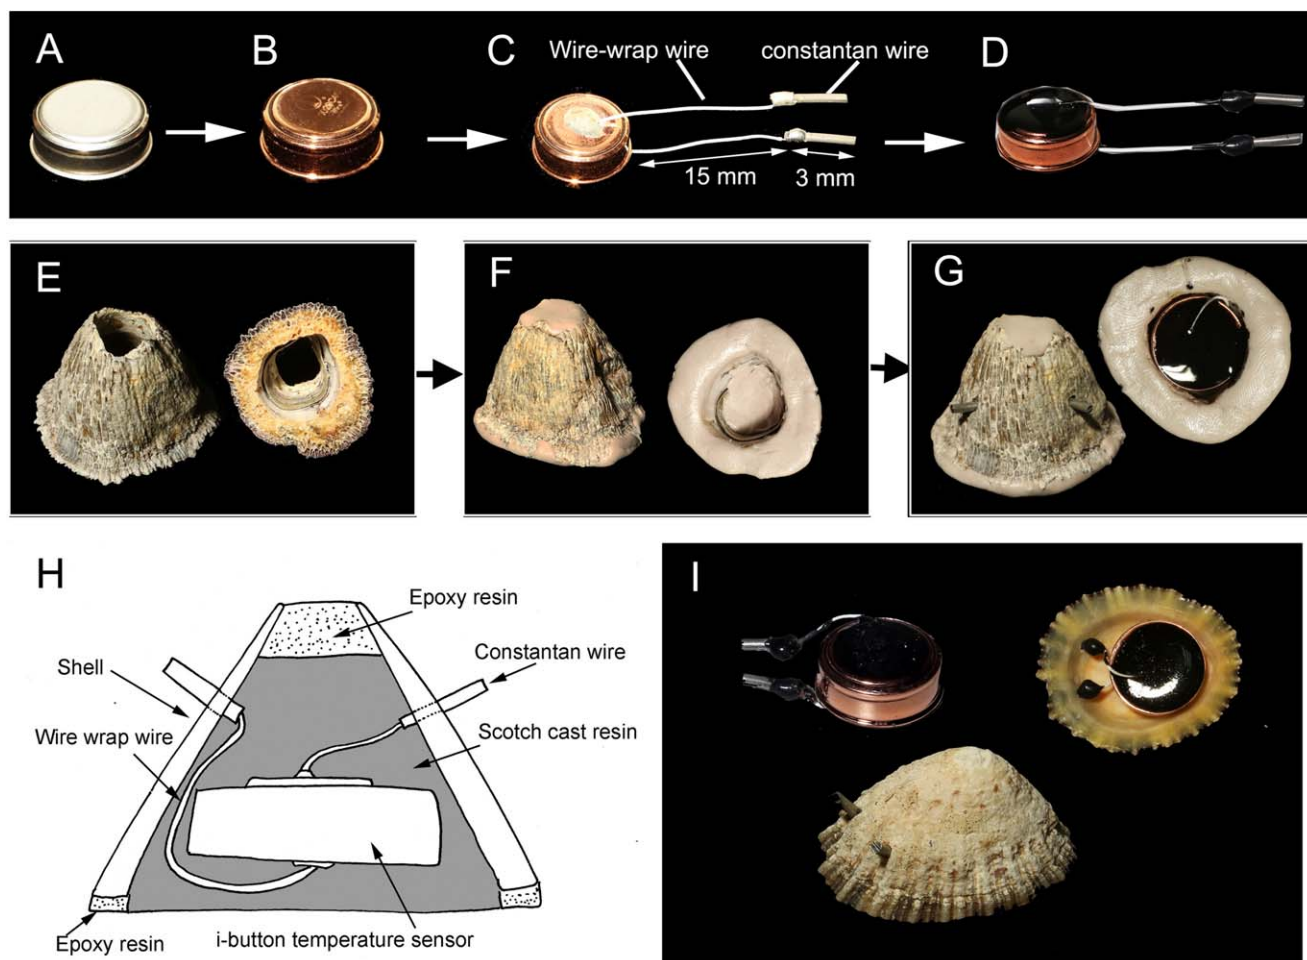 A
B
C
Wire-wrap wire
constantan wire
D
15 mm
3 mm
E
F
G
H
Epoxy resin
Constantan wire
Shell
Scotch cast resin
Wire wrap wire
i-button temperature sensor
Epoxy resin
I